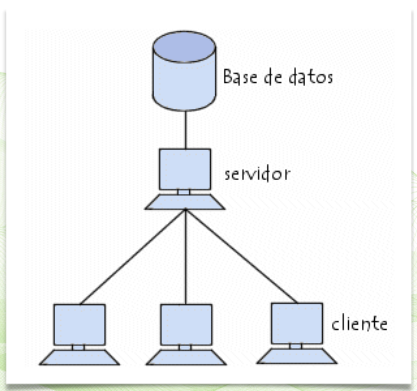 Base de datos
servidor
cliente